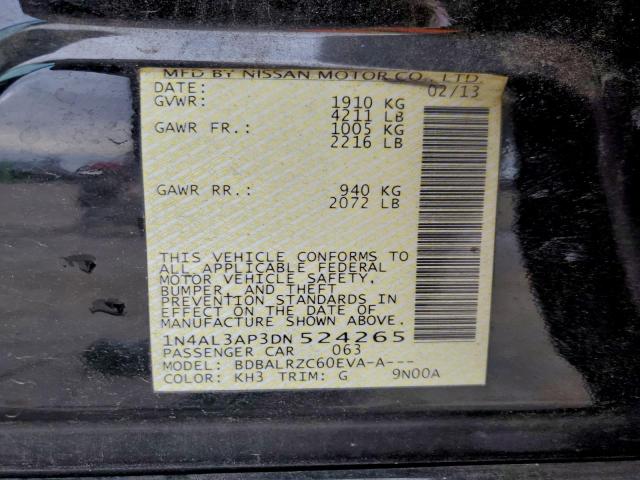 MFD BY NISSAN MOTOR CO., LTD.
DATE: 02/13
GVWR: 1910 KG
4211 LB
GAWR FR.: 1005 KG
2216 LB
GAWR RR.: 940 KG
2072 LB
THIS VEHICLE CONFORMS TO
ALL APPLICABLE FEDERAL
MOTOR VEHICLE SAFETY,
BUMPER, AND THEFT
PREVENTION STANDARDS IN
EFFECT ON THE DATE OF
MANUFACTURE SHOWN ABOVE.
1N4AL3AP3DN524265
PASSENGER CAR 063
MODEL: BDBALRZC60EVA-A---
COLOR: KH3 TRIM: G 9N00A